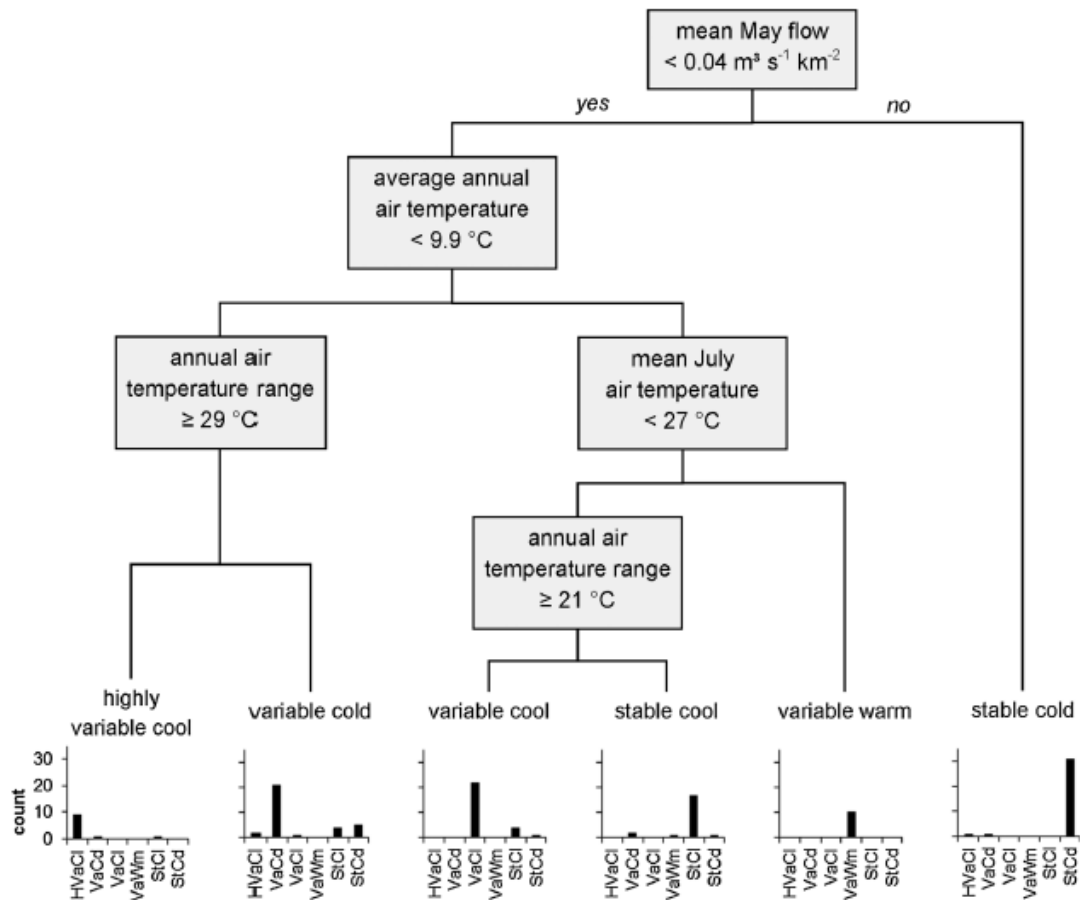 mean May flow
< 0.04 m³ s⁻¹ km⁻²
yes
no
average annual
air temperature
< 9.9 °C
annual air
temperature range
≥ 29 °C
mean July
air temperature
< 27 °C
annual air
temperature range
≥ 21 °C
highly
variable cool
variable cold
variable cool
stable cool
variable warm
stable cold
count
30
20
10
0
HVaCl
VaCd
VaCl
VaWm
StCl
StCd
HVaCl
VaCd
VaCl
VaWm
StCl
StCd
HVaCl
VaCd
VaCl
VaWm
StCl
StCd
HVaCl
VaCd
VaCl
VaWm
StCl
StCd
HVaCl
VaCd
VaCl
VaWm
StCl
StCd
HVaCl
VaCd
VaCl
VaWm
StCl
StCd